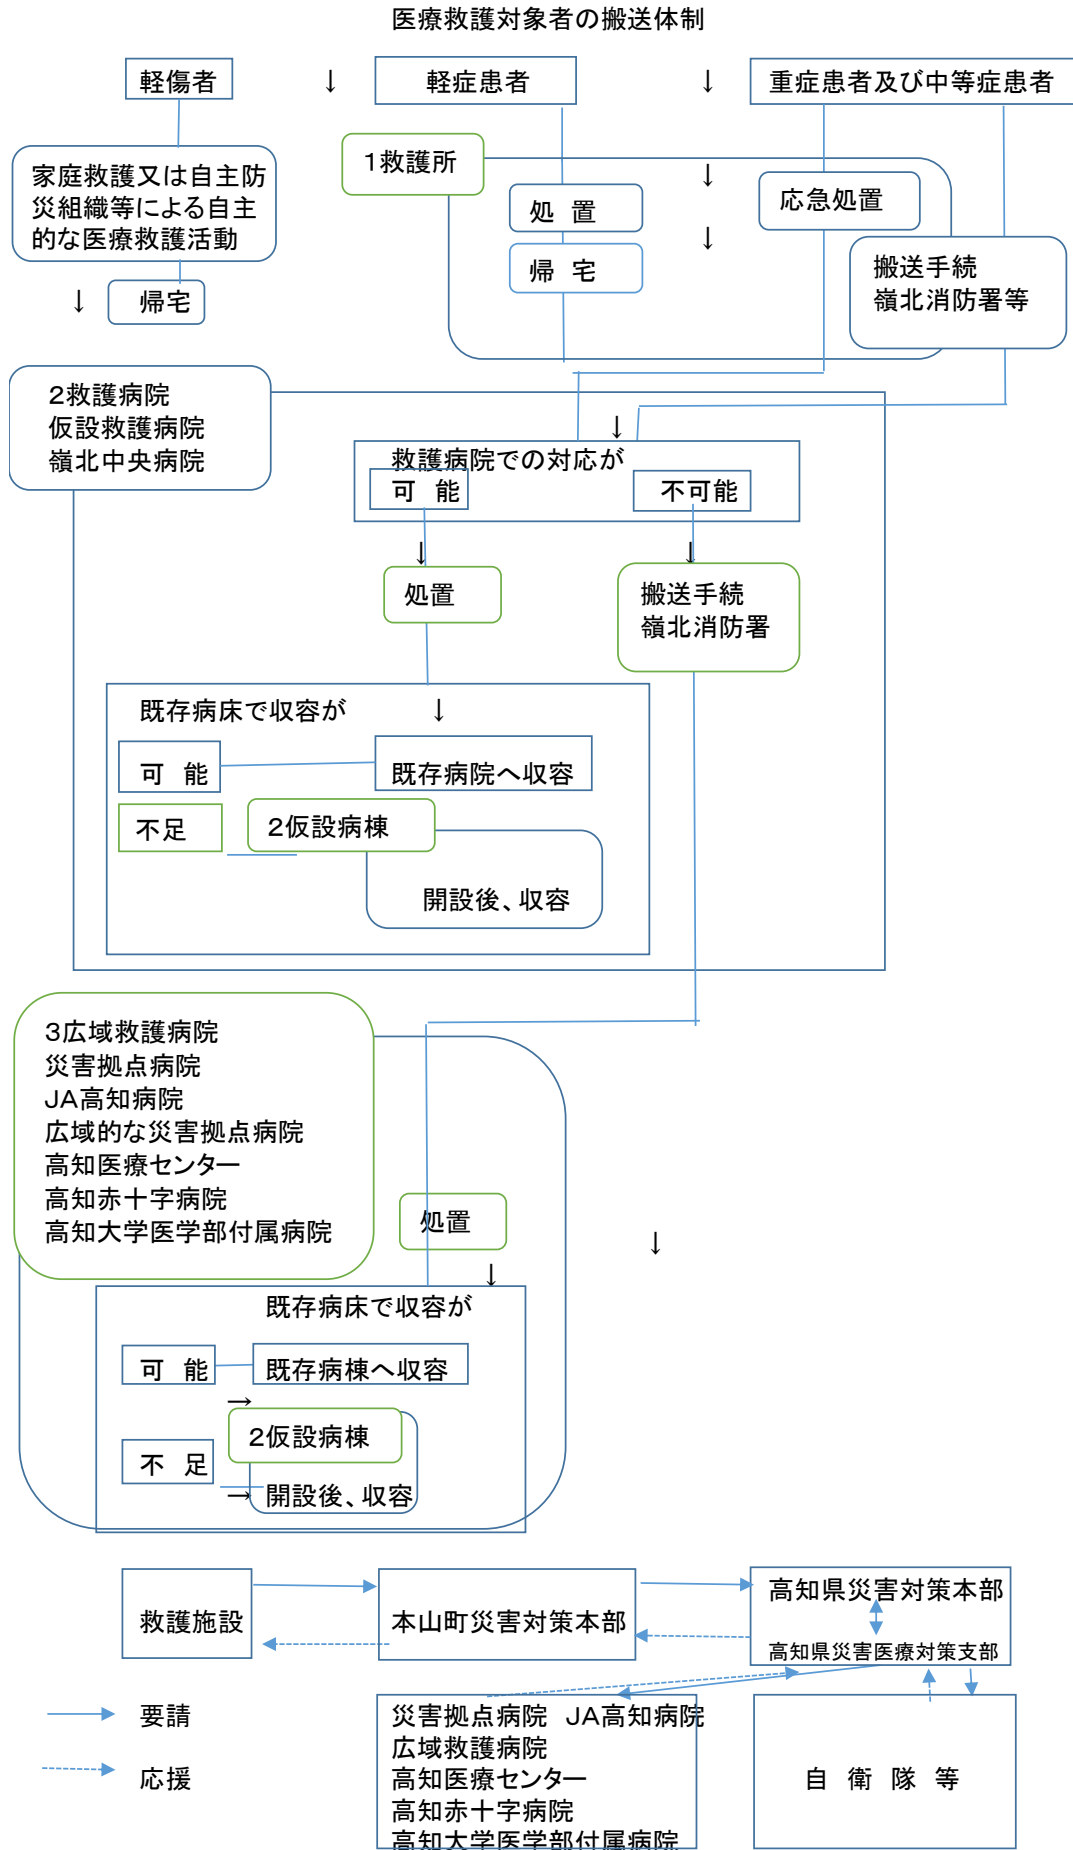 医療救護対象者の搬送体制
軽傷者
↓
軽症患者
↓
重症患者及び中等症患者
家庭救護又は自主防
災組織等による自主
的な医療救護活動
↓
帰宅
1救護所
処 置
帰 宅
↓
↓
応急処置
搬送手続
嶺北消防署等
2救護病院
仮設救護病院
嶺北中央病院
↓
救護病院での対応が
可 能
不可能
↓
↓
処置
搬送手続
嶺北消防署
既存病床で収容が
↓
可 能
既存病院へ収容
不足
2仮設病棟
開設後、収容
3広域救護病院
災害拠点病院
JA高知病院
広域的な災害拠点病院
高知医療センター
高知赤十字病院
高知大学医学部付属病院
処置
↓
↓
既存病床で収容が
可 能
既存病棟へ収容
→
2仮設病棟
不 足
→
開設後、収容
救護施設
本山町災害対策本部
高知県災害対策本部
高知県災害医療対策支部
要請
応援
災害拠点病院 JA高知病院
広域救護病院
高知医療センター
高知赤十字病院
高知大学医学部付属病院
自 衛 隊 等